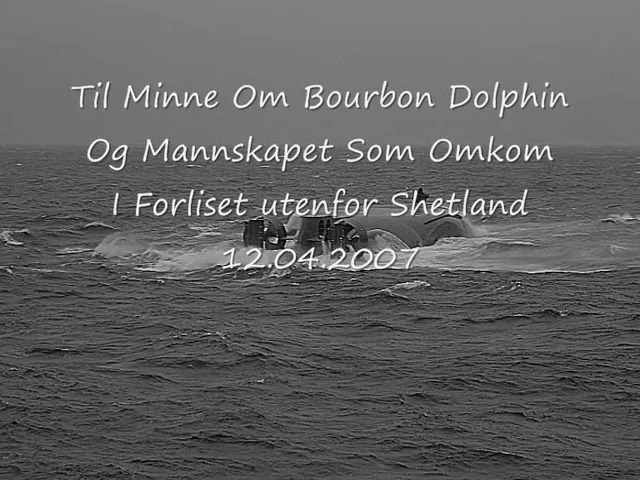 Til Minne Om Bourbon Dolphin
Og Mannskapet Som Omkom
I Forliset utenfor Shetland
12.04.2007